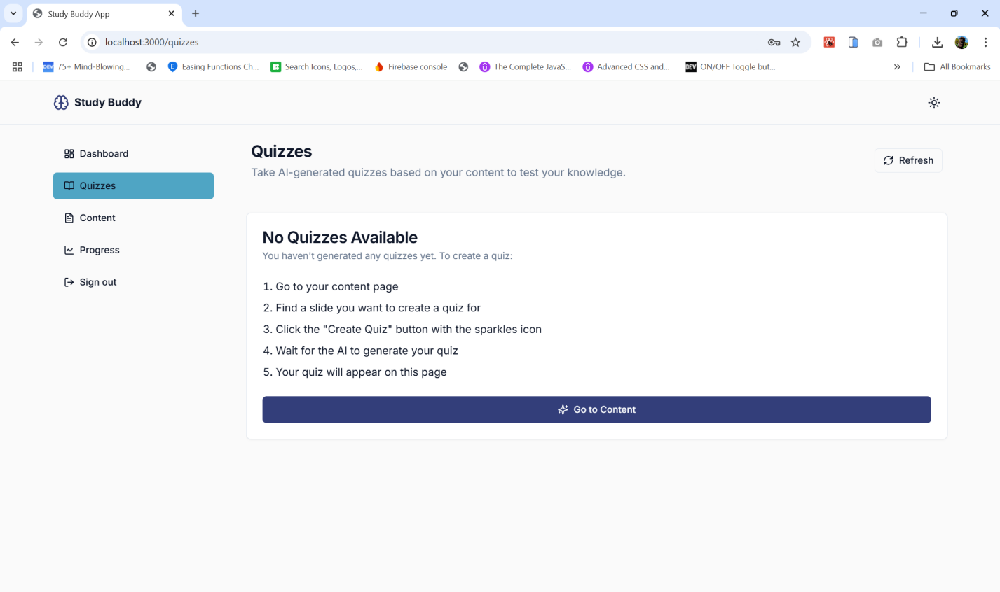 Study Buddy App
localhost:3000/quizzes
DEV 75+ Mind-Blowing...
E Easing Functions Ch...
Search Icons, Logos,...
Firebase console
The Complete JavaS...
Advanced CSS and...
DEV ON/OFF Toggle but...
All Bookmarks
Study Buddy
Dashboard
Quizzes
Content
Progress
Sign out
Quizzes
Take AI-generated quizzes based on your content to test your knowledge.
Refresh
No Quizzes Available
You haven't generated any quizzes yet. To create a quiz:
1. Go to your content page
2. Find a slide you want to create a quiz for
3. Click the "Create Quiz" button with the sparkles icon
4. Wait for the AI to generate your quiz
5. Your quiz will appear on this page
Go to Content